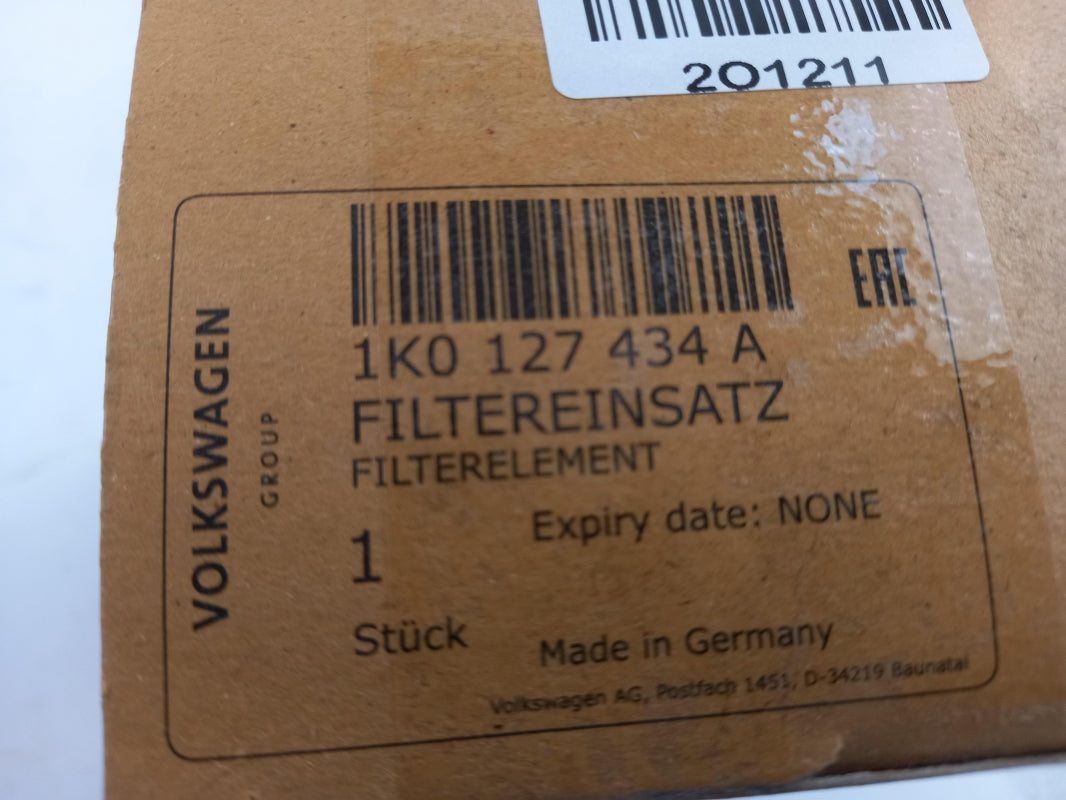 201211
EAC
1K0 127 434 A
FILTEREINSATZ
FILTERELEMENT
Expiry date: NONE
1
Stück
Made in Germany
Volkswagen AG, Postfach 1451, D-34219 Baunatal
VOLKSWAGEN
GROUP